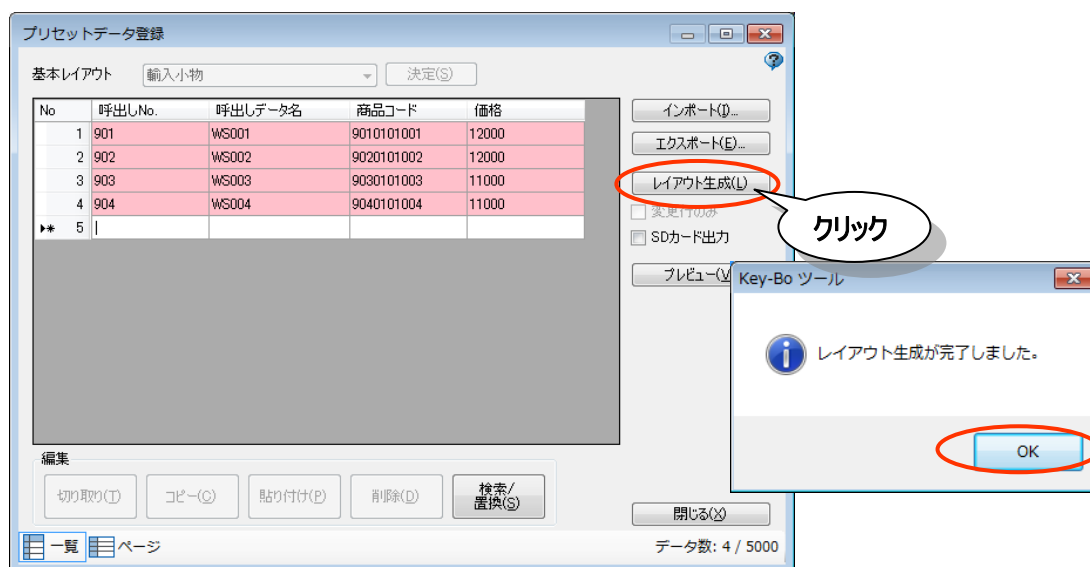 プリセットデータ登録
基本レイアウト 輸入小物 決定(S)
No 呼出しNo. 呼出しデータ名 商品コード 価格
1 901 WS001 9010101001 12000
2 902 WS002 9020101002 12000
3 903 WS003 9030101003 11000
4 904 WS004 9040101004 11000
5
インポート(I)...
エクスポート(E)...
レイアウト生成(L)
変更行のみ
SDカード出力
プレビュー(V
クリック
Key-Bo ツール
レイアウト生成が完了しました。
OK
編集
切り取り(T) コピー(C) 貼り付け(P) 削除(D) 検索/
置換(S)
閉じる(X)
一覧 ページ データ数: 4 / 5000